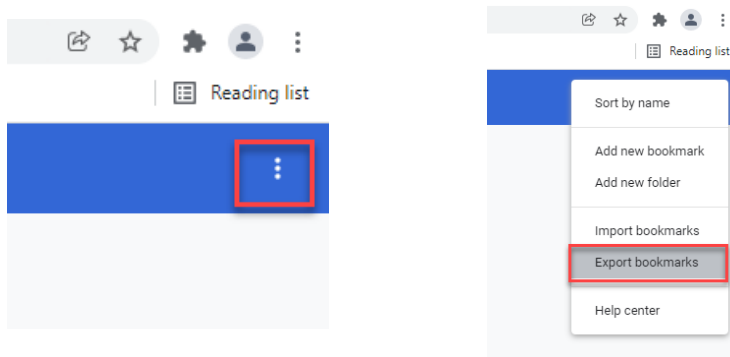 Reading list
Reading list
Sort by name
Add new bookmark
Add new folder
Import bookmarks
Export bookmarks
Help center